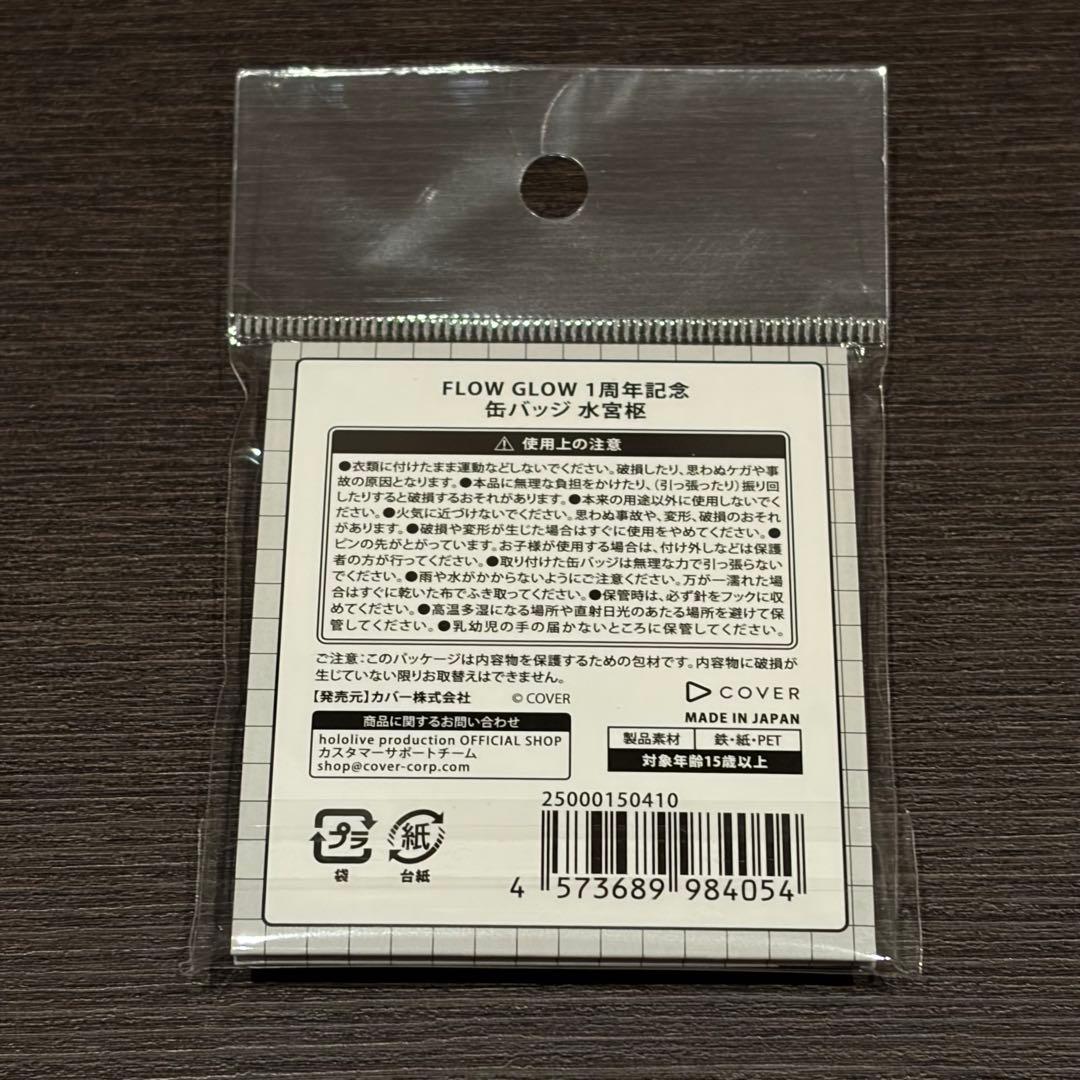 FLOW GLOW 1周年記念
缶バッジ 水宮枢
⚠ 使用上の注意
●衣類に付けたまま運動などしないでください。破損したり、思わぬケガや事
故の原因となります。●本品に無理な負担をかけたり、(引っ張ったり)振り回
したりすると破損するおそれがあります。●本来の用途以外に使用しないでく
ださい。●火気に近づけないでください。思わぬ事故や、変形、破損のおそれ
があります。●破損や変形が生じた場合はすぐに使用をやめてください。●
ピンの先がとがっています。お子様が使用する場合は、付け外しなどは保護
者の方が行ってください。●取り付けた缶バッジは無理な力で引っ張らない
でください。●雨や水がかからないようにご注意ください。万が一濡れた場
合はすぐに乾いた布でふき取ってください。●保管時は、必ず針をフックに収
めてください。●高温多湿になる場所や直射日光のあたる場所を避けて保
管してください。●乳幼児の手の届かないところに保管してください。
ご注意:このパッケージは内容物を保護するための包材です。内容物に破損が
生じていない限りお取替えはできません。
【発売元】カバー株式会社 © COVER
COVER
MADE IN JAPAN
商品に関するお問い合わせ
hololive production OFFICIAL SHOP
カスタマーサポートチーム
shop@cover-corp.com
製品素材 鉄・紙・PET
対象年齢15歳以上
プラ
袋
紙
台紙
25000150410
4 573689 984054